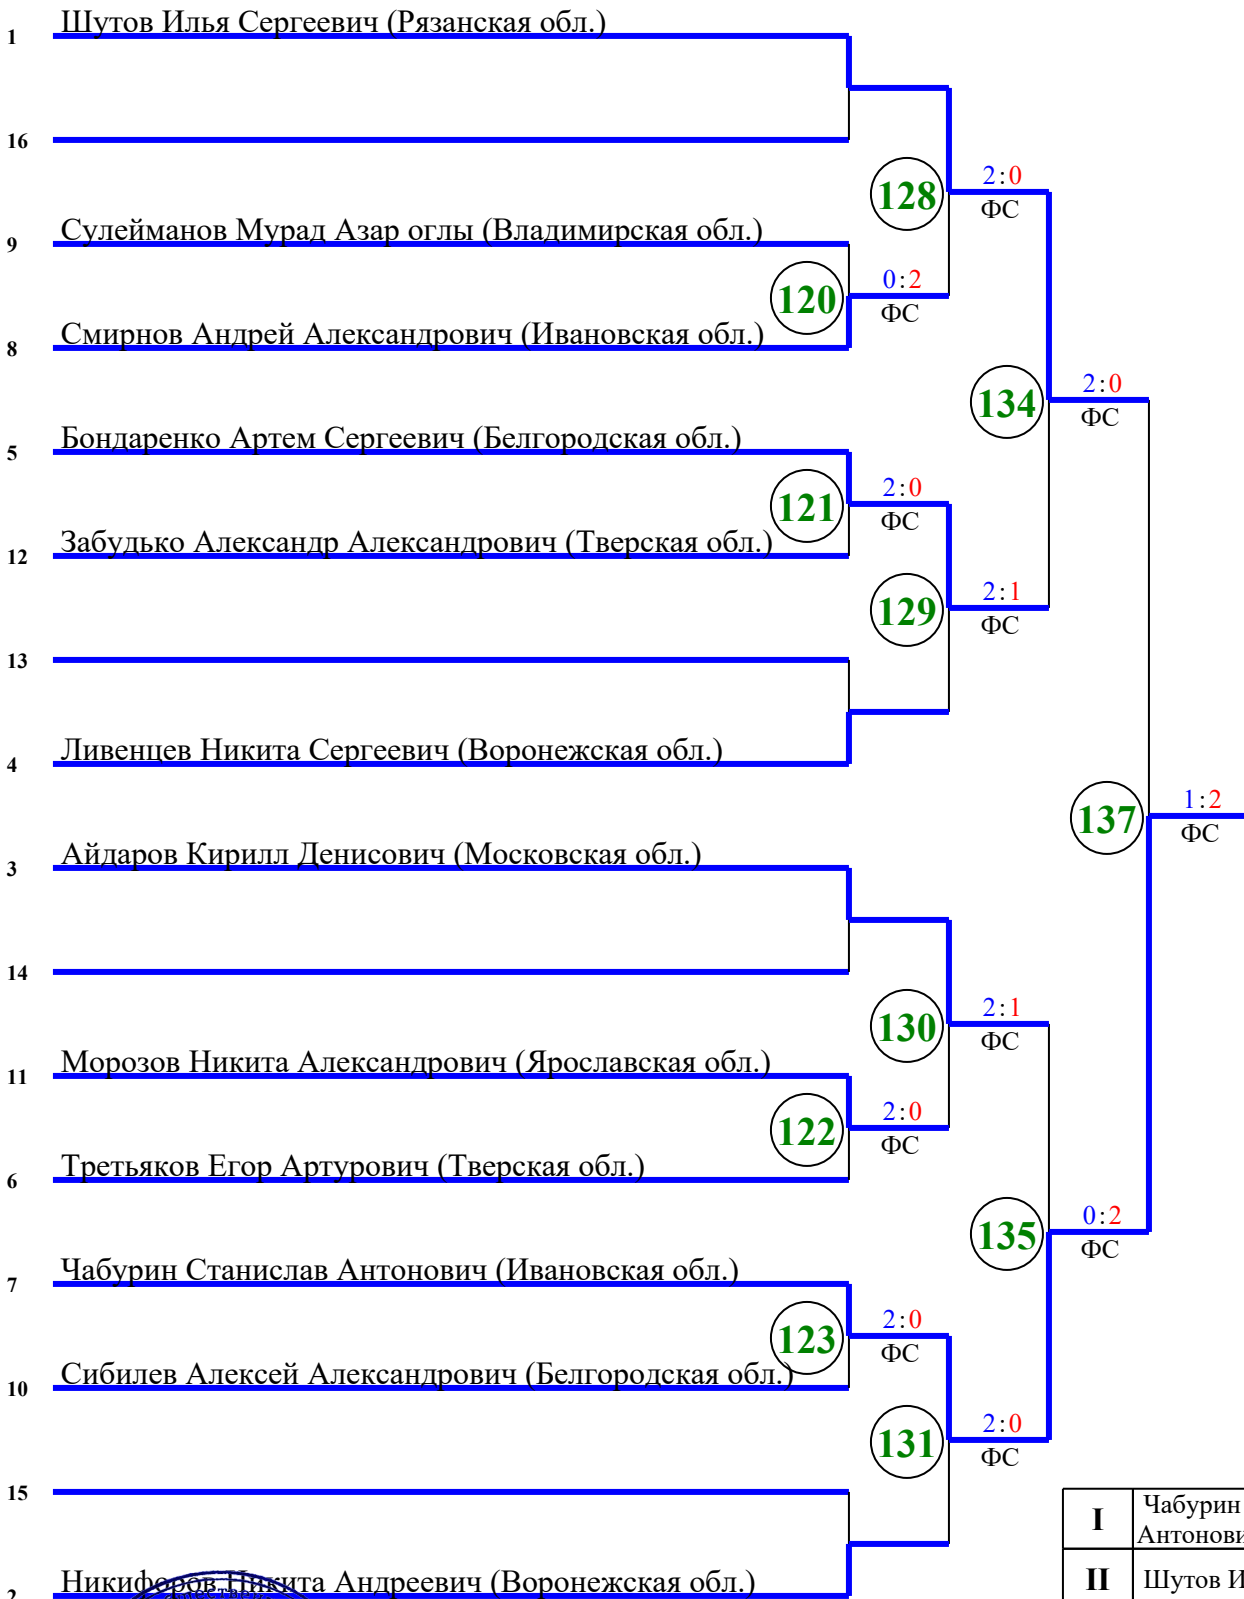 1 Шутов Илья Сергеевич (Рязанская обл.)
16
128 2:0
ФС
9 Сулейманов Мурад Азар оглы (Владимирская обл.)
120 0:2
ФС
8 Смирнов Андрей Александрович (Ивановская обл.)
134 2:0
ФС
5 Бондаренко Артем Сергеевич (Белгородская обл.)
121 2:0
ФС
12 Забудько Александр Александрович (Тверская обл.)
129 2:1
ФС
13
4 Ливенцев Никита Сергеевич (Воронежская обл.)
137 1:2
ФС
3 Айдаров Кирилл Денисович (Московская обл.)
14
130 2:1
ФС
11 Морозов Никита Александрович (Ярославская обл.)
122 2:0
ФС
6 Третьяков Егор Артурович (Тверская обл.)
135 0:2
ФС
7 Чабурин Станислав Антонович (Ивановская обл.)
123 2:0
ФС
10 Сибилев Алексей Александрович (Белгородская обл.)
131 2:0
ФС
15
I Чабурин
Антонови
2 Никифоров Никита Андреевич (Воронежская обл.)
II Шутов И